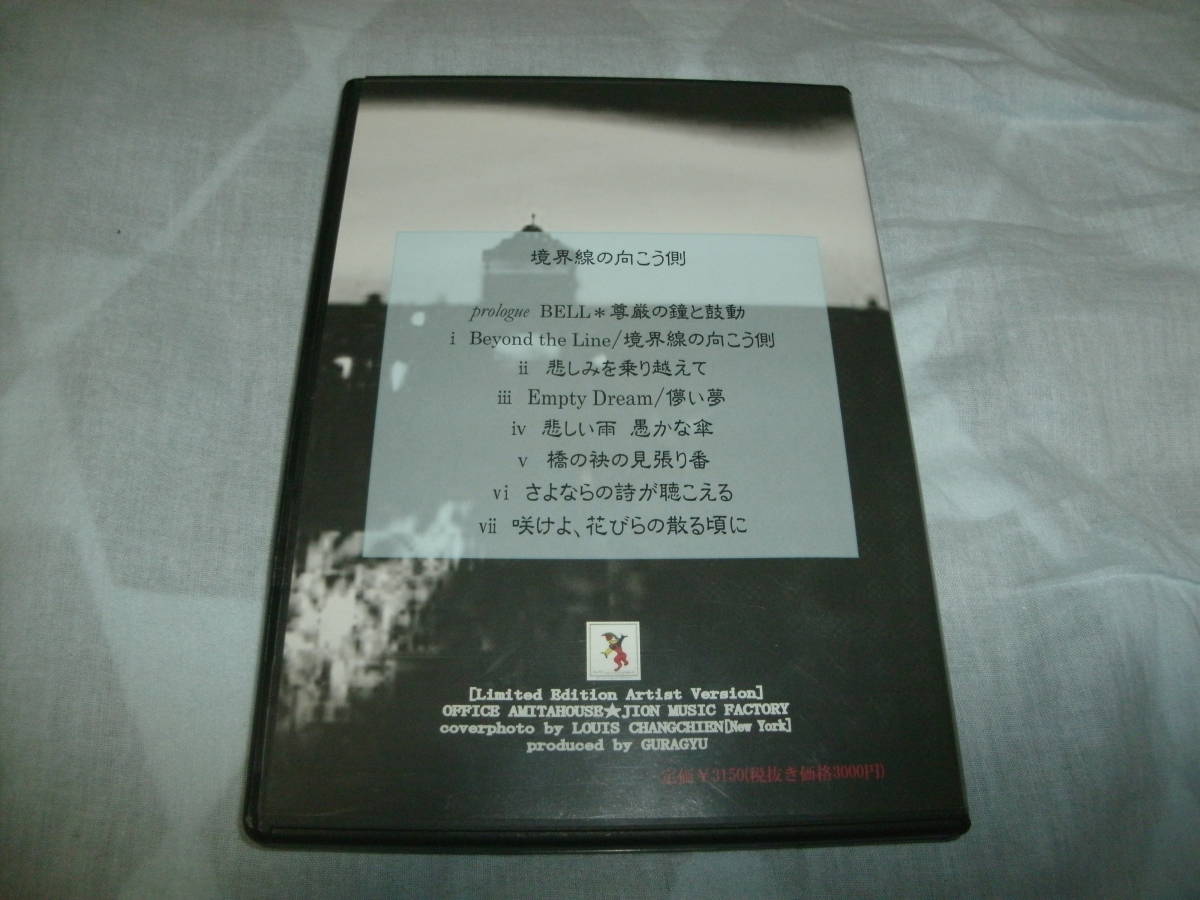 境界線の向こう側
prologue BELL＊尊厳の鐘と鼓動
i Beyond the Line/境界線の向こう側
ii 悲しみを乗り越えて
iii Empty Dream/儚い夢
iv 悲しい雨 愚かな傘
v 橋の袂の見張り番
vi さよならの詩が聴こえる
vii 咲けよ、花びらの散る頃に
[Limited Edition Artist Version]
OFFICE AMITAHOUSE★JION MUSIC FACTORY
coverphoto by LOUIS CHANGCHIEN[New York]
produced by GURAGYU
定価￥3150(税抜き価格3000円)